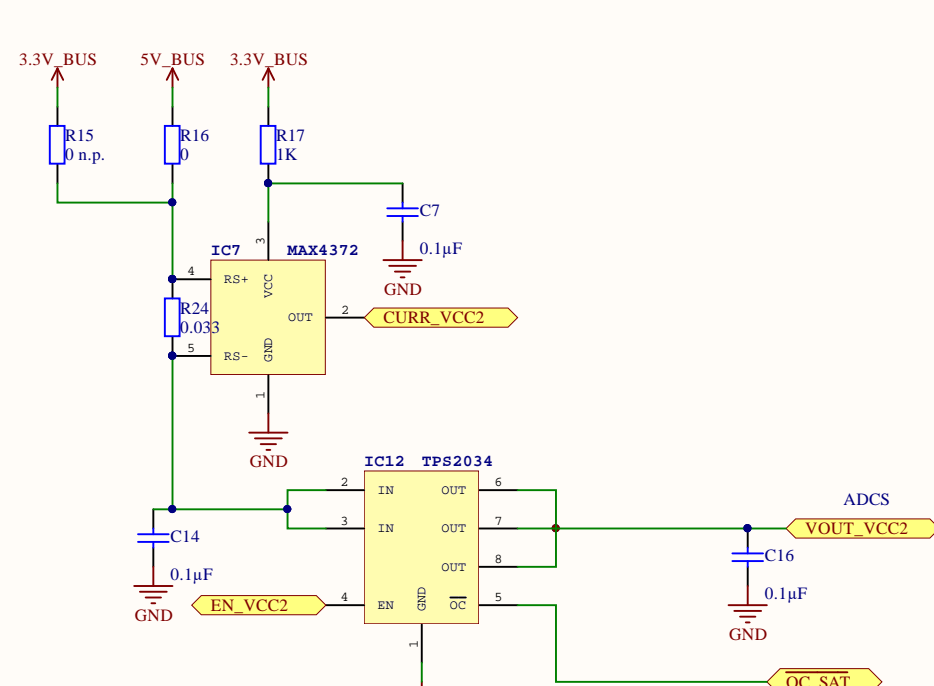 3.3V_BUS 5V_BUS 3.3V_BUS
R15 R16 R17
0 n.p. 0 1K
C7
3
IC7 MAX4372 0.1µF
4 RS+ VCC
GND
R24 OUT 2 CURR_VCC2
0.033
5 RS- GND
1
GND
IC12 TPS2034
2 IN OUT 6
ADCS
3 IN OUT 7 VOUT_VCC2
C14
C16
OUT 8
0.1µF
0.1µF
EN_VCC2 4 EN GND OC 5
GND
GND
1
OC_SAT